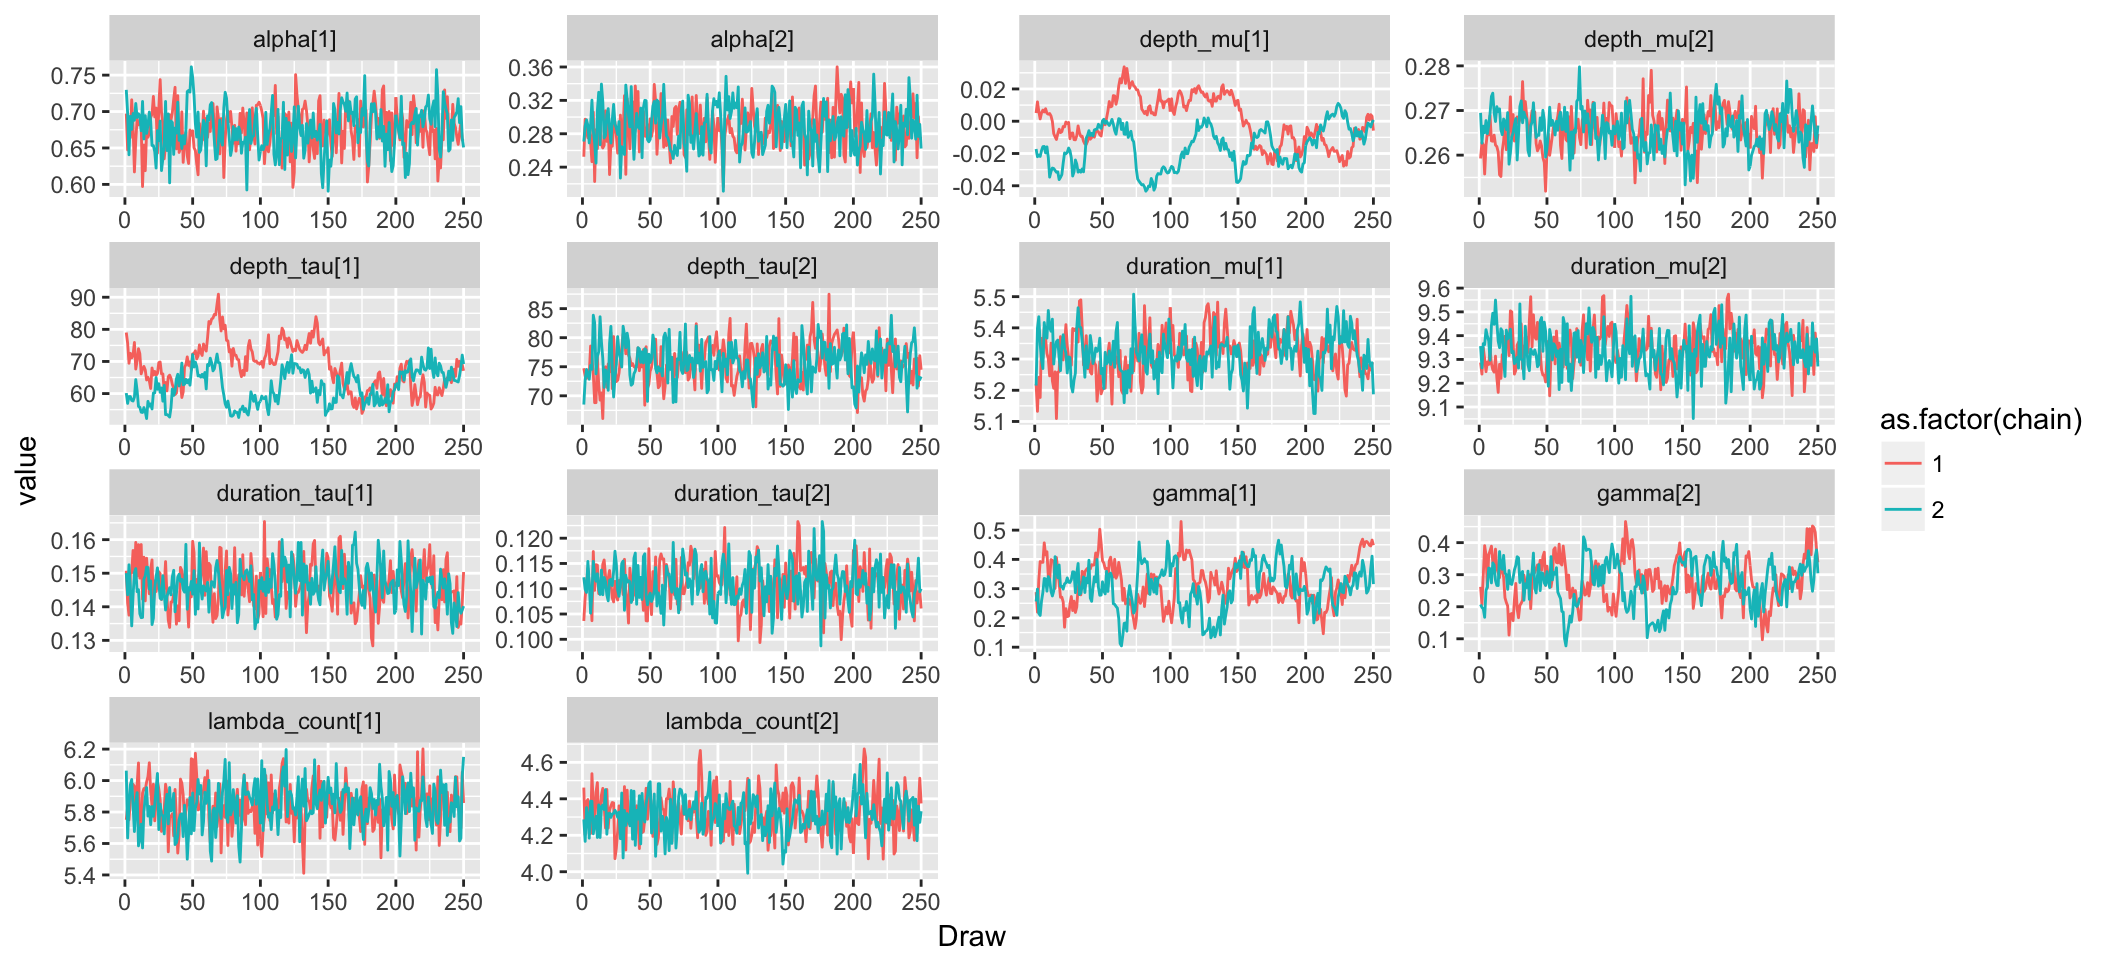 alpha[1] alpha[2] depth_mu[1] depth_mu[2]
0.75 0.70 0.65 0.60
0.36 0.32 0.28 0.24
0.02 0.00 -0.02 -0.04
0.28 0.27 0.26
0 50 100 150 200 250 0 50 100 150 200 250 0 50 100 150 200 250 0 50 100 150 200 250
depth_tau[1] depth_tau[2] duration_mu[1] duration_mu[2]
90 80 70 60
85 80 75 70
5.5 5.4 5.3 5.2 5.1
9.6 9.5 9.4 9.3 9.2 9.1
0 50 100 150 200 250 0 50 100 150 200 250 0 50 100 150 200 250 0 50 100 150 200 250
duration_tau[1] duration_tau[2] gamma[1] gamma[2]
0.16 0.15 0.14 0.13
0.120 0.115 0.110 0.105 0.100
0.5 0.4 0.3 0.2 0.1
0.4 0.3 0.2 0.1
0 50 100 150 200 250 0 50 100 150 200 250 0 50 100 150 200 250 0 50 100 150 200 250
lambda_count[1] lambda_count[2]
6.2 6.0 5.8 5.6 5.4
4.6 4.4 4.2 4.0
0 50 100 150 200 250 0 50 100 150 200 250
value
Draw
as.factor(chain)
1
2